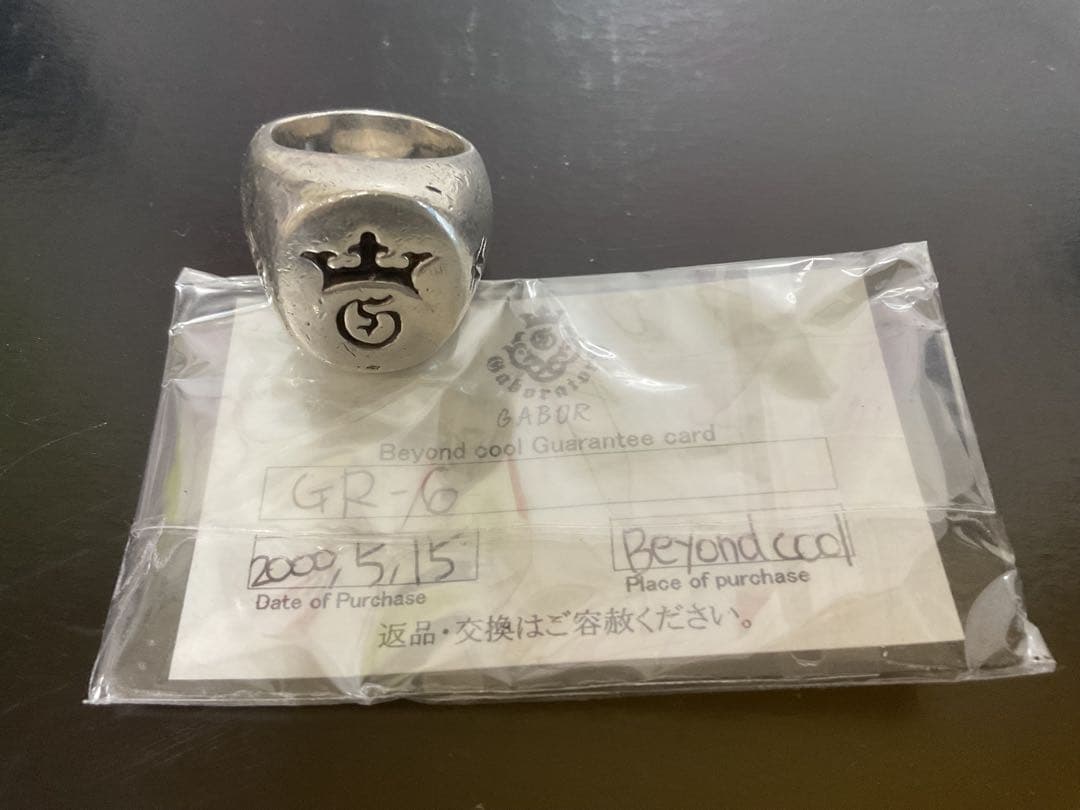 G
Gaboratory
GABOR
Beyond cool Guarantee card
GR-6
2000,5,15
Beyond cool
Date of Purchase
Place of purchase
返品・交換はご容赦ください。